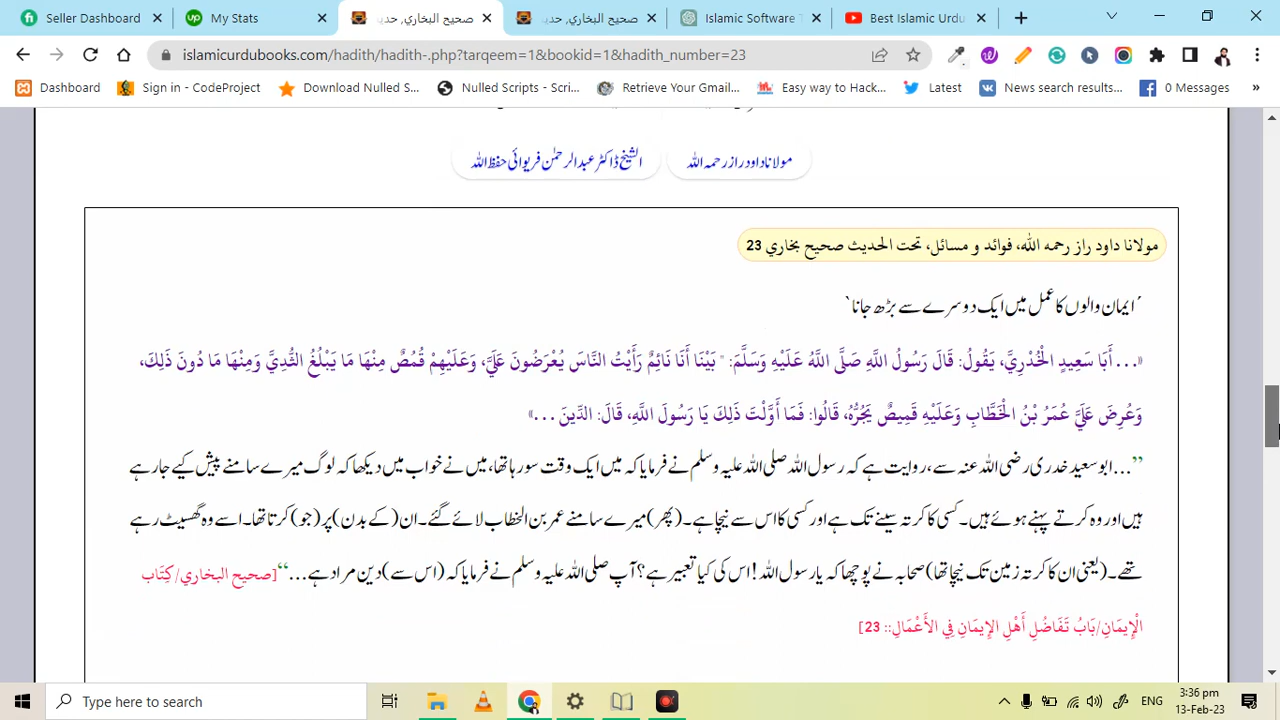 Seller Dashboard
My Stats
صحيح البخاري, حدي
صحيح البخاري, حدي
Islamic Software T
Best Islamic Urdu
islamicurdubooks.com/hadith/hadith-.php?tarqeem=1&bookid=1&hadith_number=23
Dashboard
Sign in - CodeProject
Download Nulled S...
Nulled Scripts - Scri...
Retrieve Your Gmail...
Easy way to Hack...
Latest
News search results...
0 Messages
»
مولانا داود راز رحمہ اللہ
الشیخ ڈاکٹر عبد الرحمٰن فریوائی حفظ اللہ
مولانا داود راز رحمه الله، فوائد و مسائل، تحت الحديث صحيح بخاري 23
´ایمان والوں کا عمل میں ایک دوسرے سے بڑھ جانا`
«... أَبَا سَعِيدٍ الْخُدْرِيَّ، يَقُولُ: قَالَ رَسُولُ اللَّهِ صَلَّى اللَّهُ عَلَيْهِ وَسَلَّمَ: " بَيْنَا أَنَا نَائِمٌ رَأَيْتُ النَّاسَ يُعْرَضُونَ عَلَيَّ، وَعَلَيْهِمْ قُمُصٌ مِنْهَا مَا يَبْلُغُ الثُّدِيَّ وَمِنْهَا مَا دُونَ ذَلِكَ،
وَعُرِضَ عَلَيَّ عُمَرُ بْنُ الْخَطَّابِ وَعَلَيْهِ قَمِيصٌ يَجُرُّهُ، قَالُوا: فَمَا أَوَّلْتَ ذَلِكَ يَا رَسُولَ اللَّهِ، قَالَ: الدِّينَ ...»
”... ابو سعید خدری رضی اللہ عنہ سے، روایت ہے کہ رسول اللہ صلی اللہ علیہ وسلم نے فرمایا کہ میں ایک وقت سو رہا تھا، میں نے خواب میں دیکھا کہ لوگ میرے سامنے پیش کیے جا رہے
ہیں اور وہ کرتے پہنے ہوئے ہیں۔ کسی کا کرتہ سینے تک ہے اور کسی کا اس سے نیچا ہے۔ (پھر) میرے سامنے عمر بن الخطاب لائے گئے۔ ان (کے بدن) پر (جو) کرتا تھا۔ اسے وہ گھسیٹ رہے
تھے۔ (یعنی ان کا کرتہ زمین تک نیچا تھا) صحابہ نے پوچھا کہ یا رسول اللہ! اس کی کیا تعبیر ہے؟ آپ صلی اللہ علیہ وسلم نے فرمایا کہ (اس سے) دین مراد ہے ...“ [صحيح البخاري/كِتَاب
الْإِيمَانِ/بَابُ تَفَاضُلِ أَهْلِ الإِيمَانِ فِي الأَعْمَالِ:: 23]
Type here to search
ENG
3:36 pm
13-Feb-23